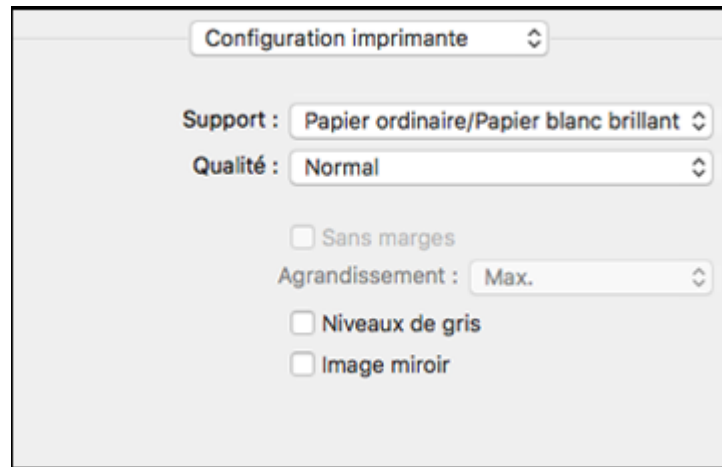 Configuration imprimante
Support : Papier ordinaire/Papier blanc brillant
Qualité : Normal
Sans marges
Agrandissement : Max.
Niveaux de gris
Image miroir